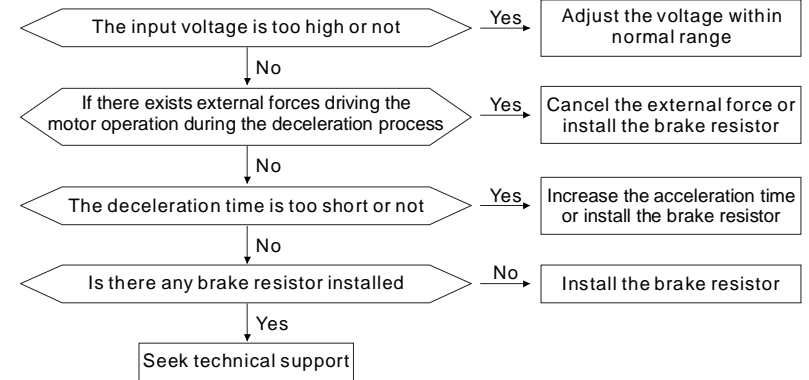 The input voltage is too high or not
Yes
Adjust the voltage within
normal range
No
If there exists external forces driving the
motor operation during the deceleration process
Yes
Cancel the external force or
install the brake resistor
No
The deceleration time is too short or not
Yes
Increase the acceleration time
or install the brake resistor
No
Is there any brake resistor installed
No
Install the brake resistor
Yes
Seek technical support